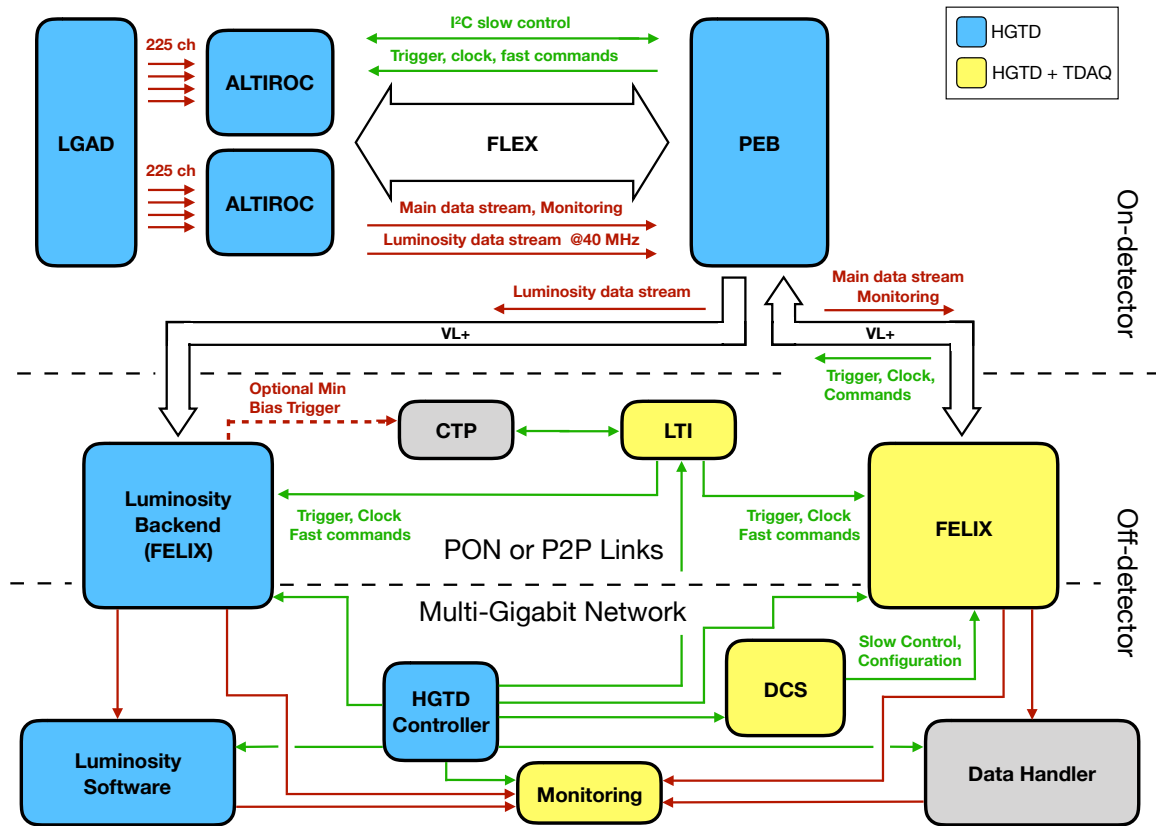 I²C slow control
HGTD
225 ch
Trigger, clock, fast commands
HGTD + TDAQ
ALTIROC
LGAD
FLEX
PEB
225 ch
ALTIROC
Main data stream, Monitoring
Luminosity data stream @40 MHz
On-detector
Luminosity data stream
Main data stream
Monitoring
VL+
VL+
Trigger, Clock,
Commands
Optional Min
Bias Trigger
CTP
LTI
Luminosity
Backend
(FELIX)
Trigger, Clock
Fast commands
Trigger, Clock
Fast commands
FELIX
PON or P2P Links
Off-detector
Multi-Gigabit Network
Slow Control,
Configuration
HGTD
Controller
DCS
Luminosity
Software
Monitoring
Data Handler